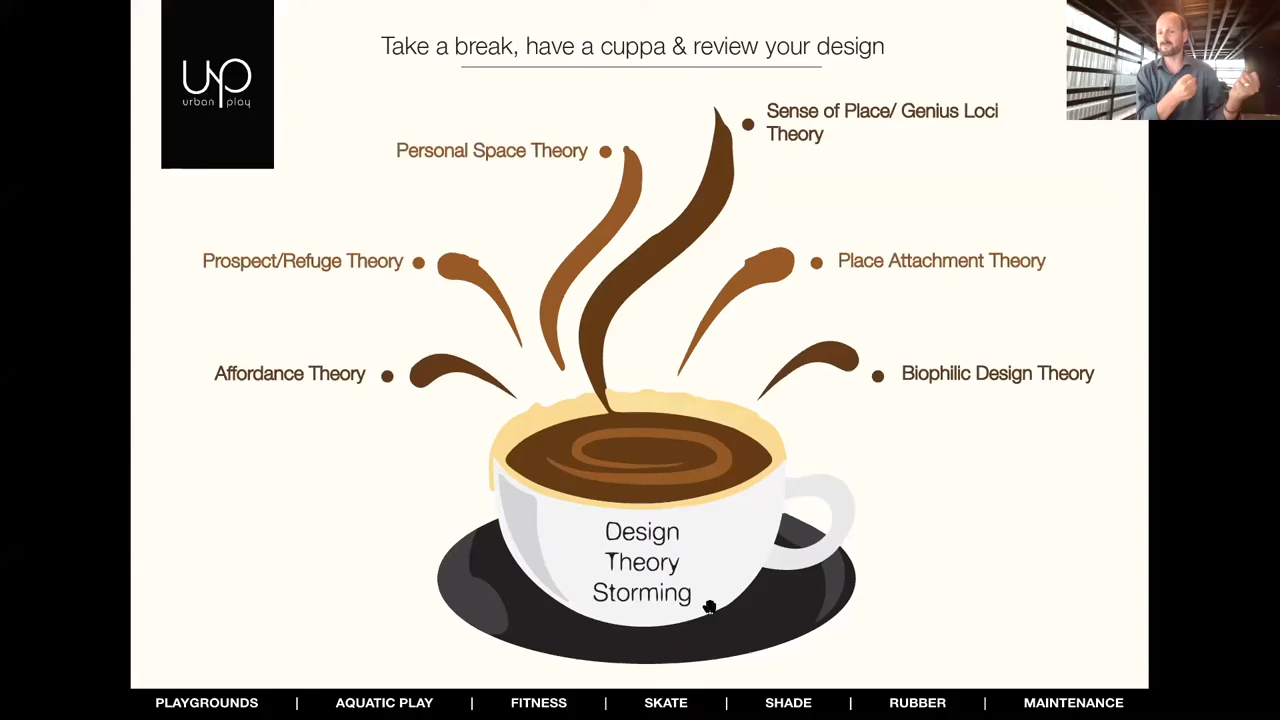 up
urban play
Take a break, have a cuppa & review your design
Sense of Place/ Genius Loci
Theory
Personal Space Theory
Prospect/Refuge Theory
Place Attachment Theory
Affordance Theory
Biophilic Design Theory
Design
Theory
Storming
PLAYGROUNDS | AQUATIC PLAY | FITNESS | SKATE | SHADE | RUBBER | MAINTENANCE